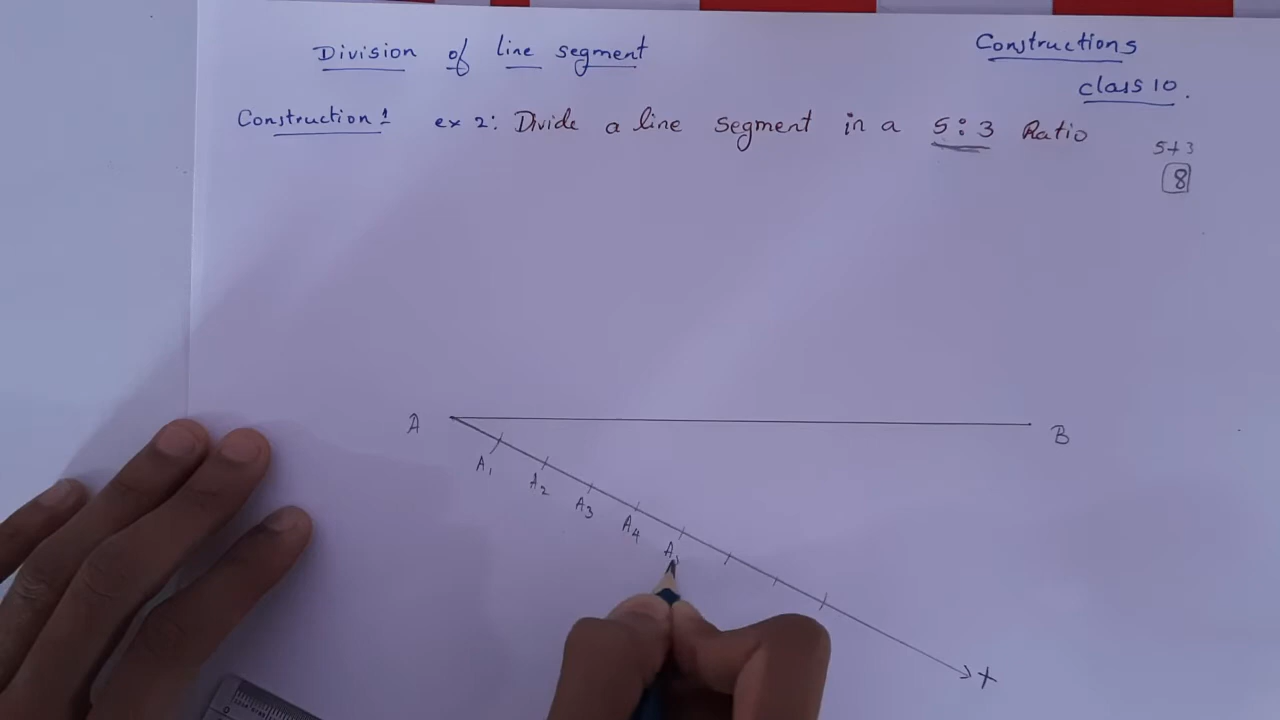 Division of line segment
Constructions
class 10.
Construction 1 ex 2: Divide a line segment in a 5:3 Ratio
5+3
8
A
B
A1
A2
A3
A4
A
X